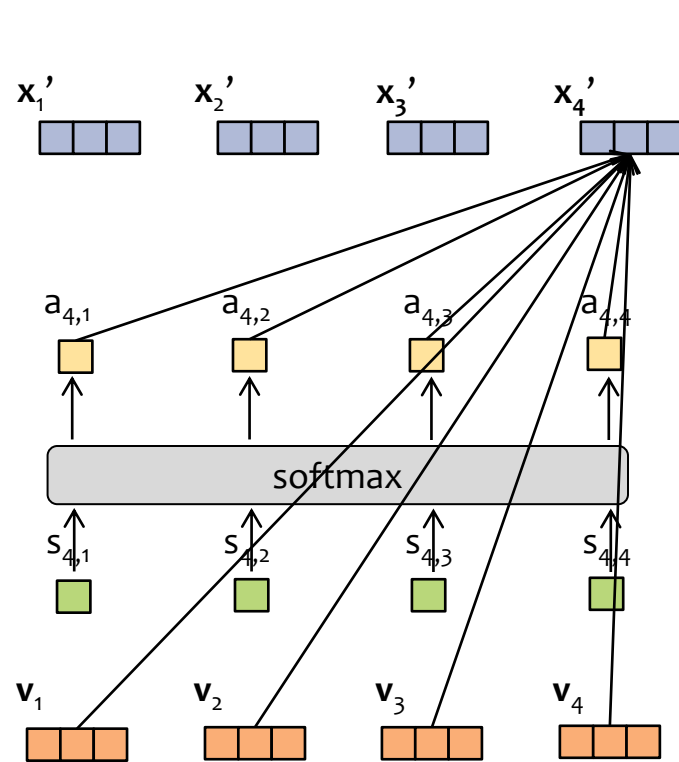 x₁’ x₂’ x₃’ x₄’
a₄,₁ a₄,₂ a₄,₃ a₄,₄
softmax
s₄,₁ s₄,₂ s₄,₃ s₄,₄
v₁ v₂ v₃ v₄